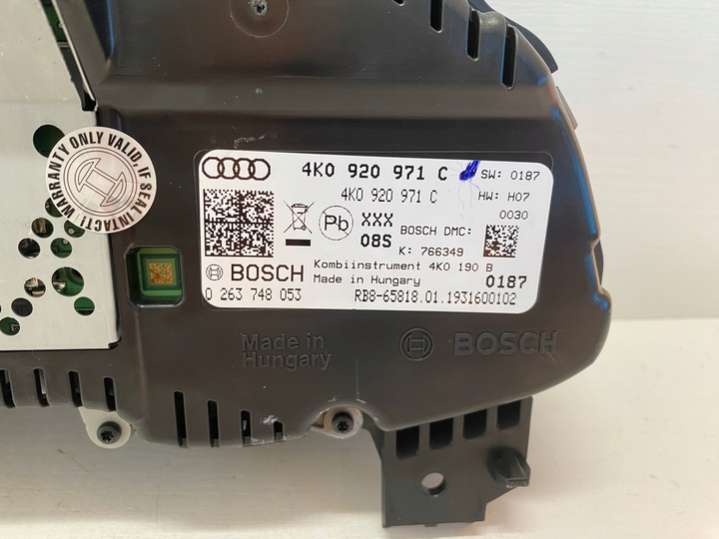 WARRANTY ONLY VALID, IF SEAL INTACT!
4K0 920 971 C SW: 0187
4K0 920 971 C HW: H07
0030
Pb XXX BOSCH DMC:
08S K: 766349
BOSCH Kombiinstrument 4K0 190 B
Made in Hungary 0187
0 263 748 053 RB8-65818.01.1931600102
Made in
Hungary
BOSCH